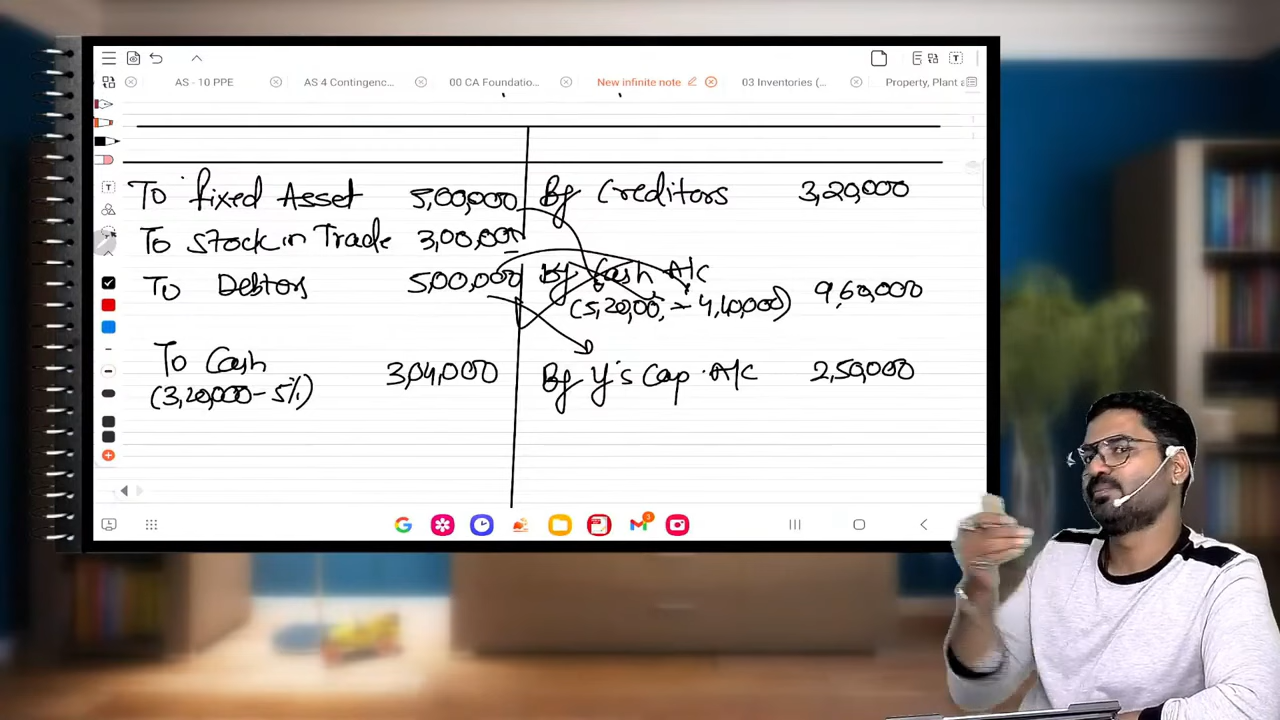 AS - 10 PPE
AS 4 Contingenc...
00 CA Foundatio...
New infinite note
03 Inventories (...
Property, Plant a
To fixed Asset 5,00,000 By Creditors 3,20,000
To Stock in Trade 3,00,000
To Debtors 5,00,000 By Cash A/c
(5,20,00, - 4,40,000) 9,60,000
To Cash 3,04,000 By Y's Cap. A/c 2,50,000
(3,20,000 - 5%)
3